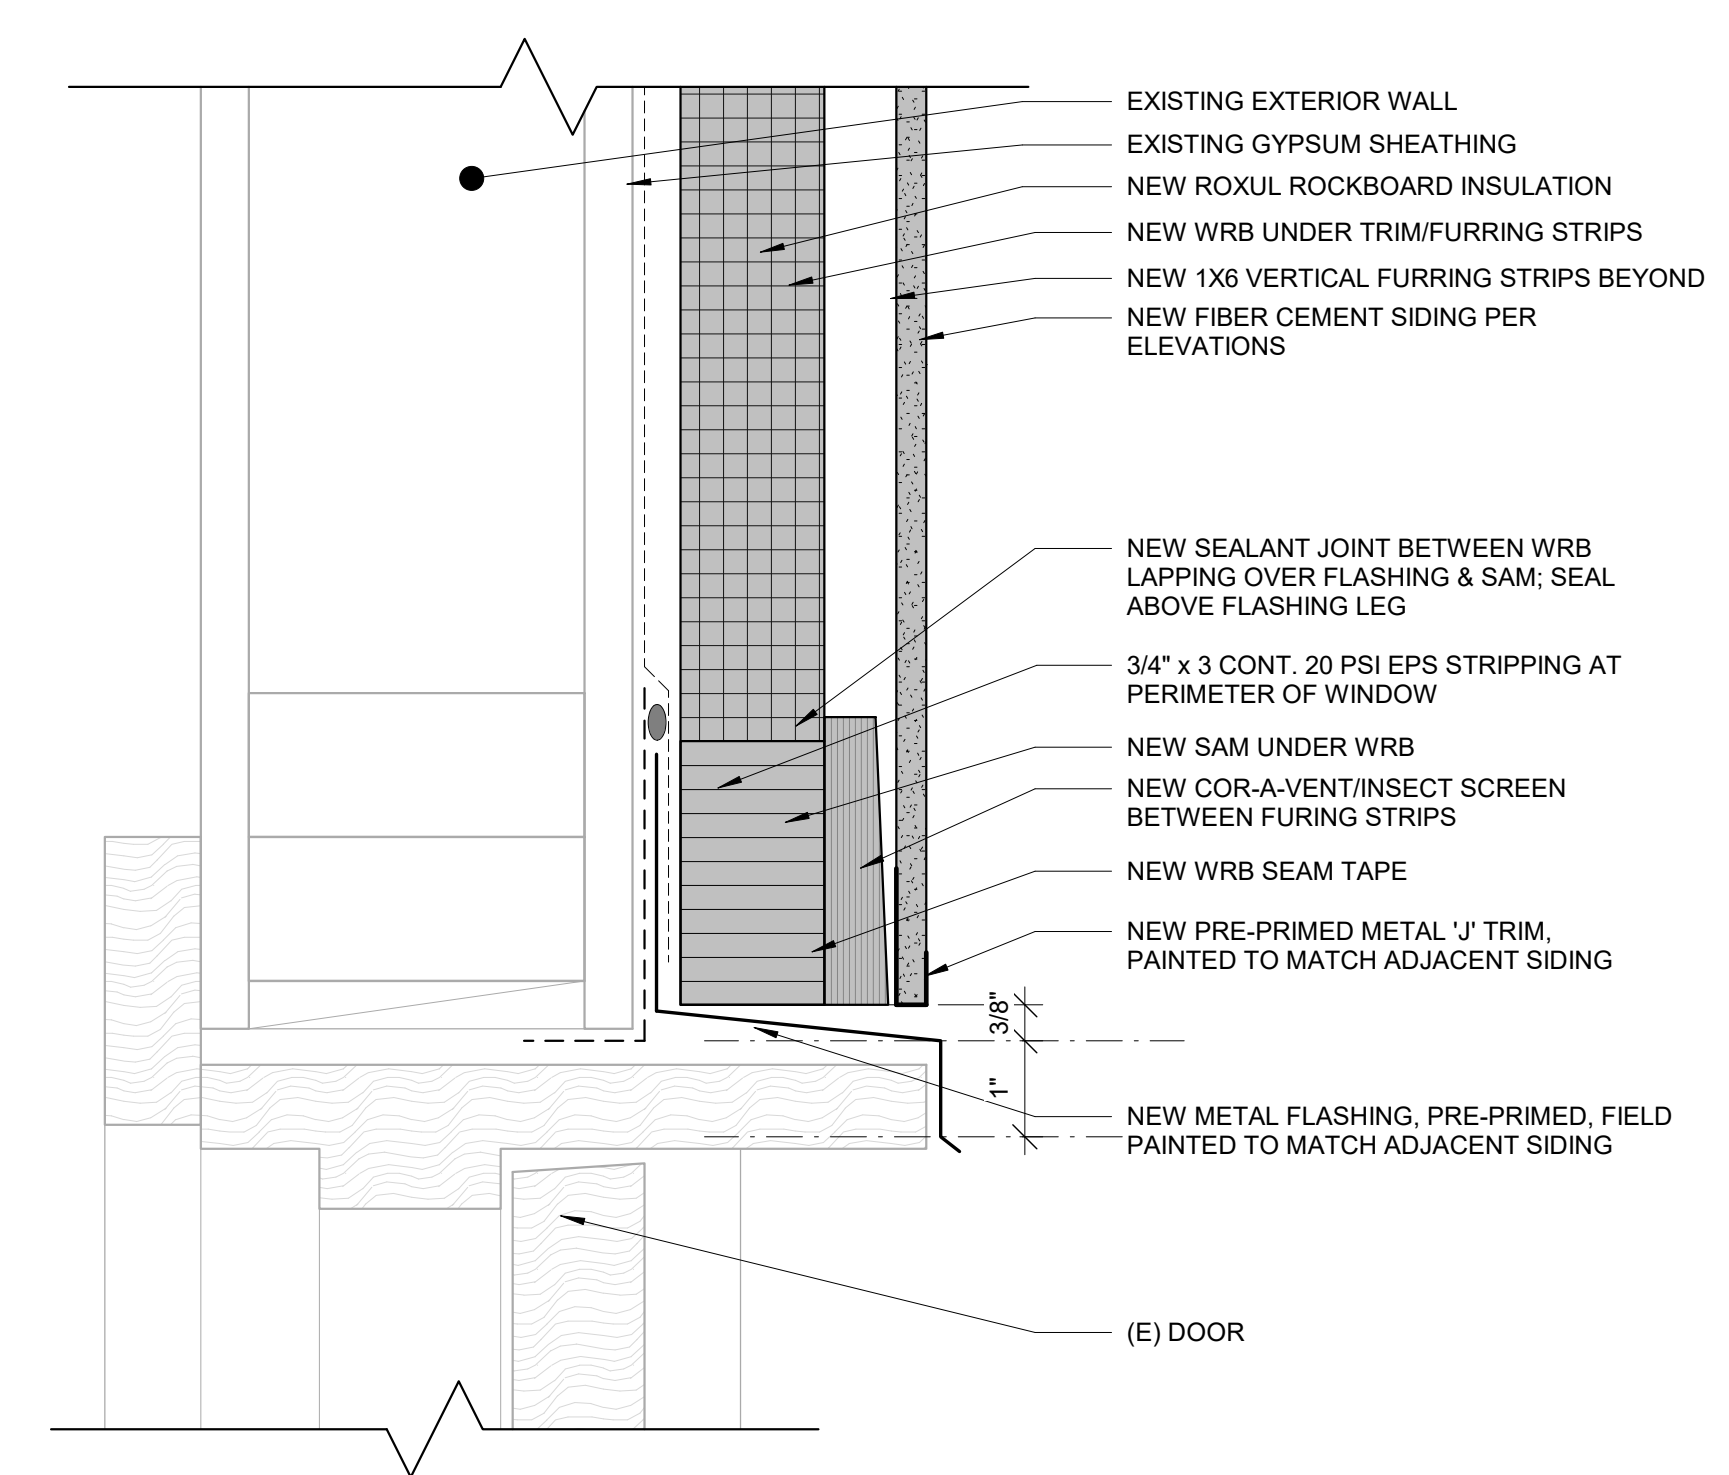 EXISTING EXTERIOR WALL
EXISTING GYPSUM SHEATHING
NEW ROXUL ROCKBOARD INSULATION
NEW WRB UNDER TRIM/FURRING STRIPS
NEW 1X6 VERTICAL FURRING STRIPS BEYOND
NEW FIBER CEMENT SIDING PER
ELEVATIONS
NEW SEALANT JOINT BETWEEN WRB
LAPPING OVER FLASHING & SAM; SEAL
ABOVE FLASHING LEG
3/4" x 3 CONT. 20 PSI EPS STRIPPING AT
PERIMETER OF WINDOW
NEW SAM UNDER WRB
NEW COR-A-VENT/INSECT SCREEN
BETWEEN FURING STRIPS
NEW WRB SEAM TAPE
NEW PRE-PRIMED METAL 'J' TRIM,
PAINTED TO MATCH ADJACENT SIDING
3/8"
1"
NEW METAL FLASHING, PRE-PRIMED, FIELD
PAINTED TO MATCH ADJACENT SIDING
(E) DOOR